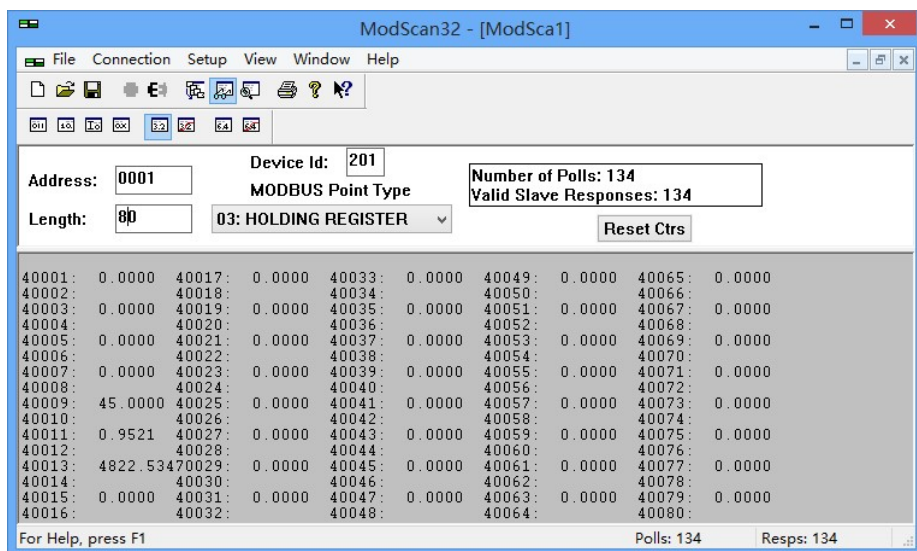 ModScan32 - [ModSca1]
File Connection Setup View Window Help
Address: 0001
Device Id: 201
MODBUS Point Type
Length: 80
03: HOLDING REGISTER
Number of Polls: 134
Valid Slave Responses: 134
Reset Ctrs
40001: 0.0000 40017: 0.0000 40033: 0.0000 40049: 0.0000 40065: 0.0000
40002: 40018: 40034: 40050: 40066:
40003: 0.0000 40019: 0.0000 40035: 0.0000 40051: 0.0000 40067: 0.0000
40004: 40020: 40036: 40052: 40068:
40005: 0.0000 40021: 0.0000 40037: 0.0000 40053: 0.0000 40069: 0.0000
40006: 40022: 40038: 40054: 40070:
40007: 0.0000 40023: 0.0000 40039: 0.0000 40055: 0.0000 40071: 0.0000
40008: 40024: 40040: 40056: 40072:
40009: 45.0000 40025: 0.0000 40041: 0.0000 40057: 0.0000 40073: 0.0000
40010: 40026: 40042: 40058: 40074:
40011: 0.9521 40027: 0.0000 40043: 0.0000 40059: 0.0000 40075: 0.0000
40012: 40028: 40044: 40060: 40076:
40013: 4822.53470029: 0.0000 40045: 0.0000 40061: 0.0000 40077: 0.0000
40014: 40030: 40046: 40062: 40078:
40015: 0.0000 40031: 0.0000 40047: 0.0000 40063: 0.0000 40079: 0.0000
40016: 40032: 40048: 40064: 40080:
For Help, press F1 Polls: 134 Resps: 134